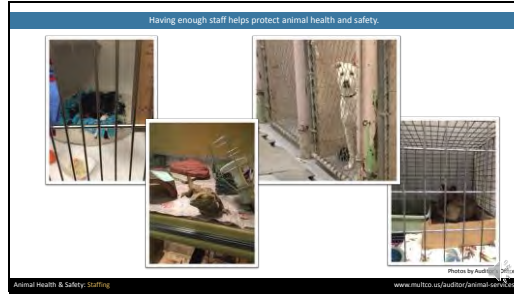 Having enough staff helps protect animal health and safety.
Photos by Auditor's Office
Animal Health & Safety: Staffing
www.multco.us/auditor/animal-services